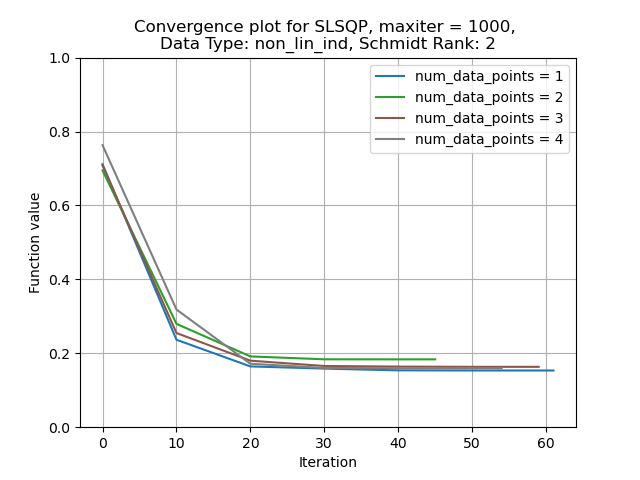 Convergence plot for SLSQP, maxiter = 1000,
Data Type: non_lin_ind, Schmidt Rank: 2
num_data_points = 1
num_data_points = 2
num_data_points = 3
num_data_points = 4
Function value
1.0
0.8
0.6
0.4
0.2
0.0
0 10 20 30 40 50 60
Iteration